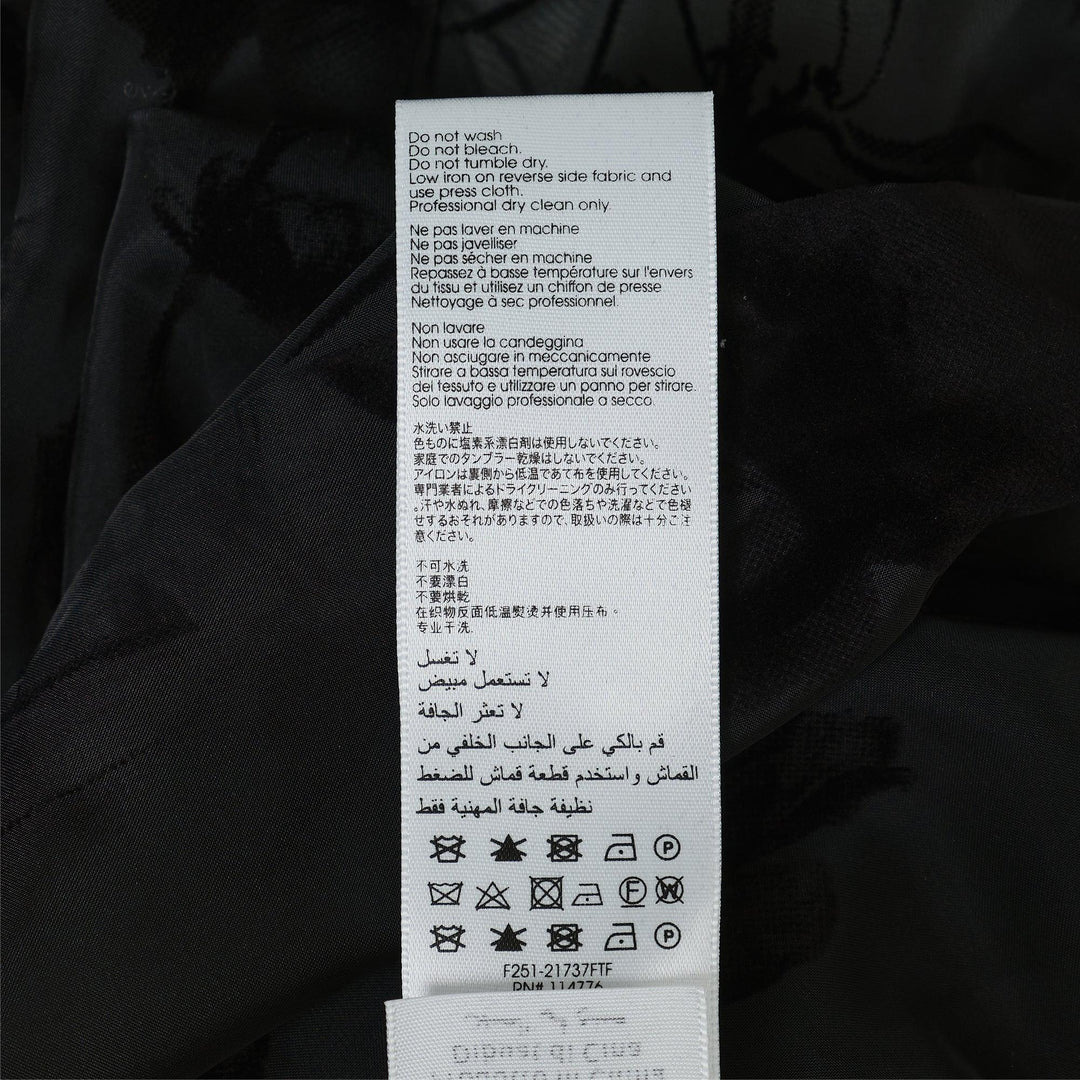 Do not wash
Do not bleach.
Do not tumble dry.
Low iron on reverse side fabric and
use press cloth.
Professional dry clean only.
Ne pas laver en machine
Ne pas javelliser
Ne pas sécher en machine
Repassez à basse température sur l'envers
du tissu et utilisez un chiffon de presse
Nettoyage à sec professionnel.
Non lavare
Non usare la candeggina
Non asciugare in meccanicamente
Stirare a bassa temperatura sul rovescio
del tessuto e utilizzare un panno per stirare.
Solo lavaggio professionale a secco.
水洗い禁止
色ものに塩素系漂白剤は使用しないでください。
家庭でのタンブラー乾燥はしないでください。
アイロンは裏側から低温であて布を使用してください。
専門業者によるドライクリーニングのみ行ってください
。汗や水ぬれ、摩擦などでの色落ちや洗濯などで色褪
せするおそれがありますので、取扱いの際は十分ご注
意ください。
不可水洗
不要漂白
不要烘乾
在织物反面低温熨烫并使用压布。
专业干洗.
لا تغسل
لا تستعمل مبيض
لا تعثر الجافة
قم بالكي على الجانب الخلفي من
القماش واستخدم قطعة قماش للضغط
نظيفة جافة المهنية فقط
P
F W
P
F251-21737FTF
RN# 114776